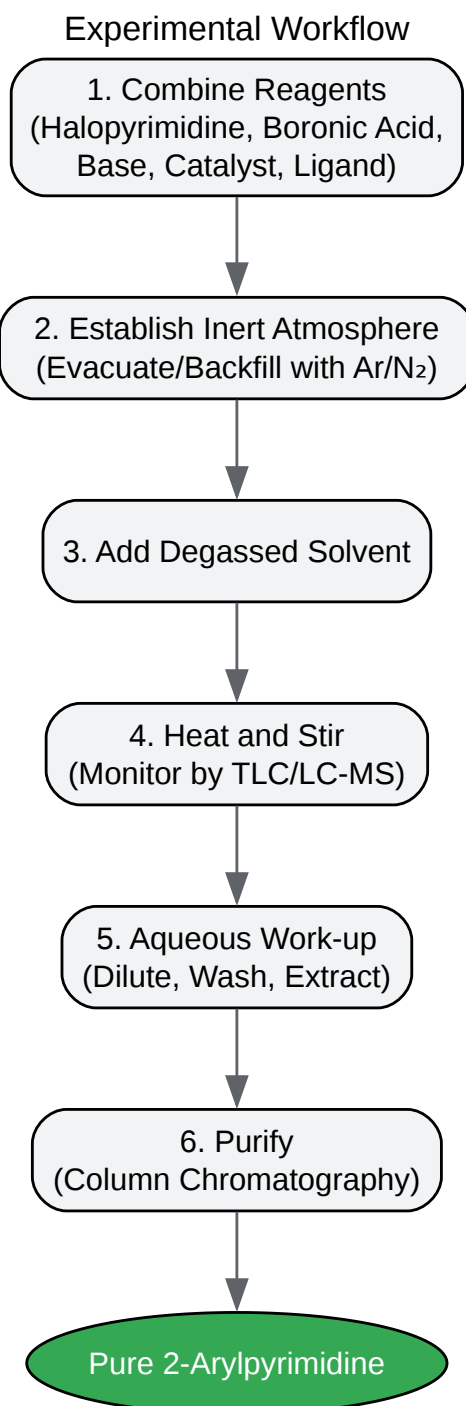 Experimental Workflow
1. Combine Reagents
(Halopyrimidine, Boronic Acid,
Base, Catalyst, Ligand)
2. Establish Inert Atmosphere
(Evacuate/Backfill with Ar/N₂)
3. Add Degassed Solvent
4. Heat and Stir
(Monitor by TLC/LC-MS)
5. Aqueous Work-up
(Dilute, Wash, Extract)
6. Purify
(Column Chromatography)
Pure 2-Arylpyrimidine